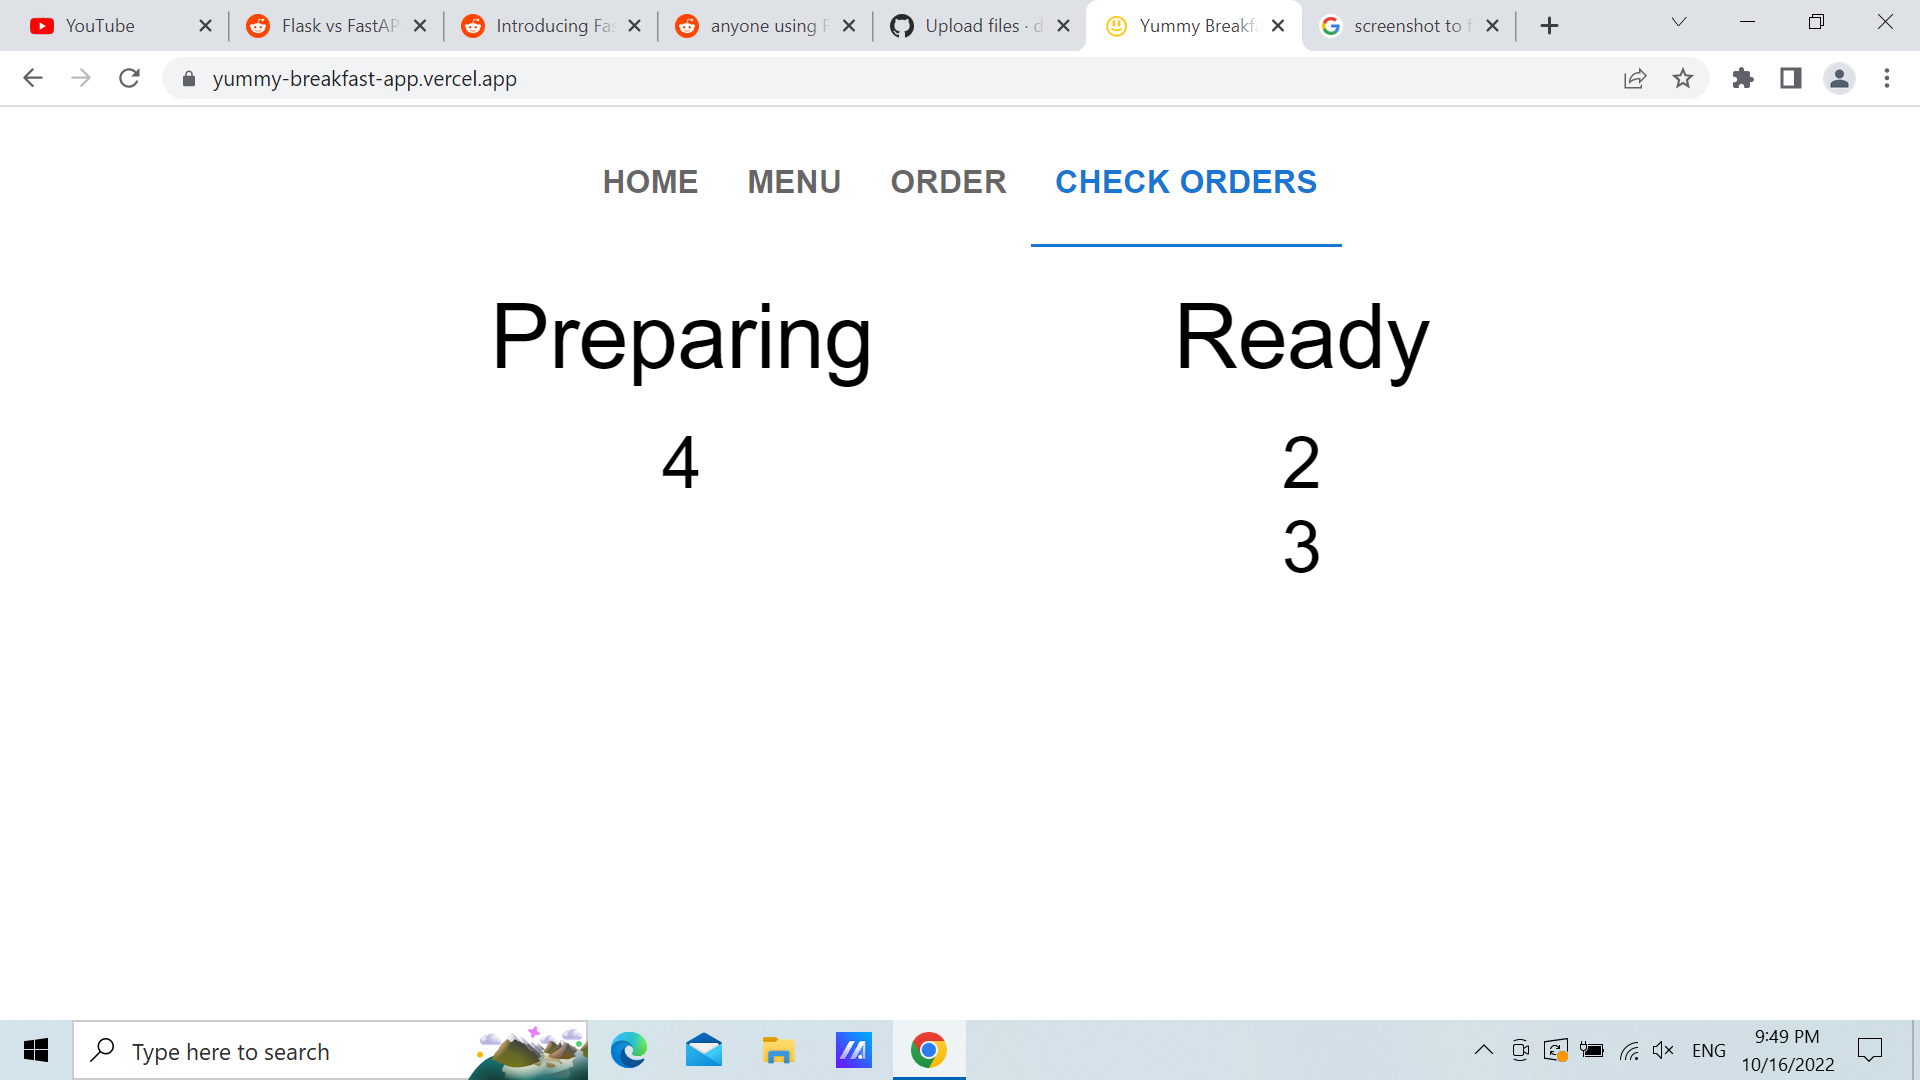 YouTube
Flask vs FastAP
Introducing Fas
anyone using F
Upload files · d
Yummy Breakfa
screenshot to f
yummy-breakfast-app.vercel.app
HOME MENU ORDER CHECK ORDERS
Preparing Ready
4 2
3
Type here to search
ENG
9:49 PM
10/16/2022